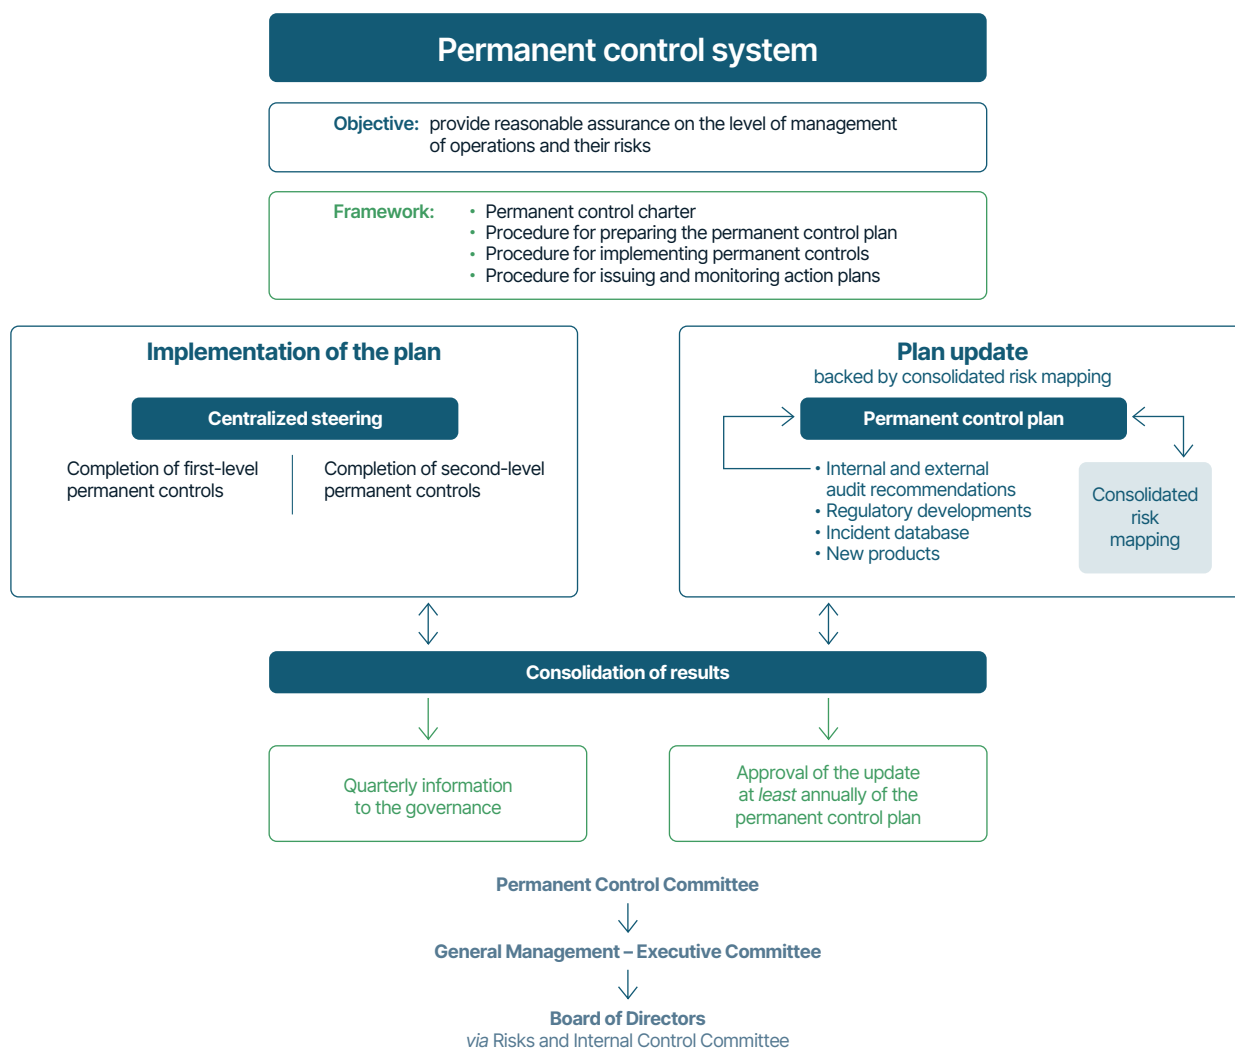 Permanent control system
Objective: provide reasonable assurance on the level of management
of operations and their risks
Framework:
• Permanent control charter
• Procedure for preparing the permanent control plan
• Procedure for implementing permanent controls
• Procedure for issuing and monitoring action plans
Implementation of the plan
Centralized steering
Completion of first-level
permanent controls
Completion of second-level
permanent controls
Plan update
backed by consolidated risk mapping
Permanent control plan
• Internal and external
audit recommendations
• Regulatory developments
• Incident database
• New products
Consolidated
risk
mapping
Consolidation of results
Quarterly information
to the governance
Approval of the update
at least annually of the
permanent control plan
Permanent Control Committee
General Management – Executive Committee
Board of Directors
via Risks and Internal Control Committee